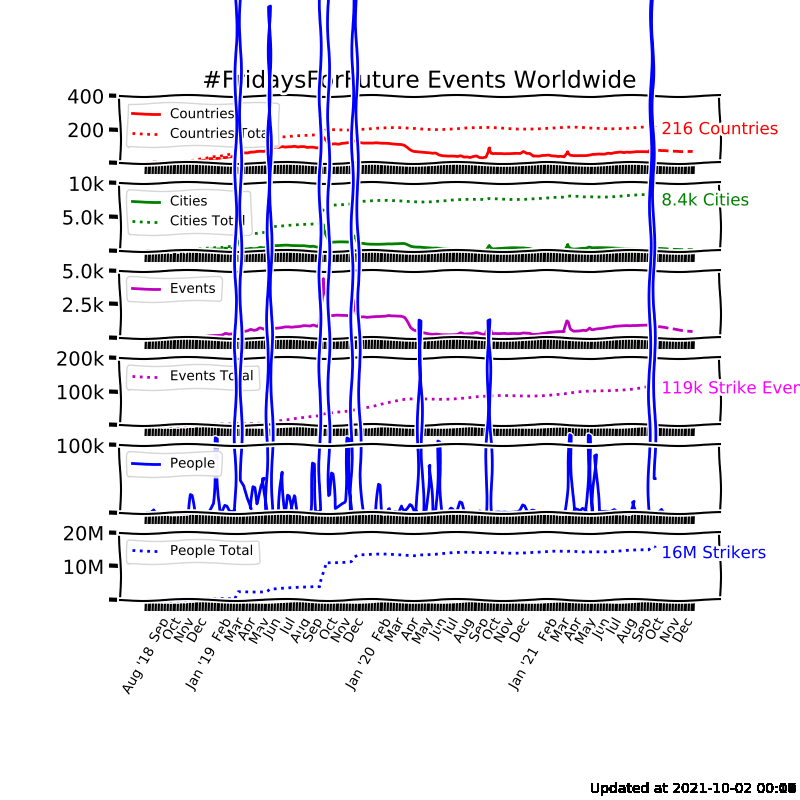 #FridaysForFuture Events Worldwide
400
200
Countries
Countries Total
216 Countries
10k
5.0k
Cities
Cities Total
8.4k Cities
5.0k
2.5k
Events
200k
100k
Events Total
119k Strike Even
100k
People
20M
10M
People Total
16M Strikers
Aug '18 Sep Oct Nov Dec Jan '19 Feb Mar Apr May Jun Jul Aug Sep Oct Nov Dec Jan '20 Feb Mar Apr May Jun Jul Aug Sep Oct Nov Dec Jan '21 Feb Mar Apr May Jun Jul Aug Sep Oct Nov Dec
Updated at 2021-10-02